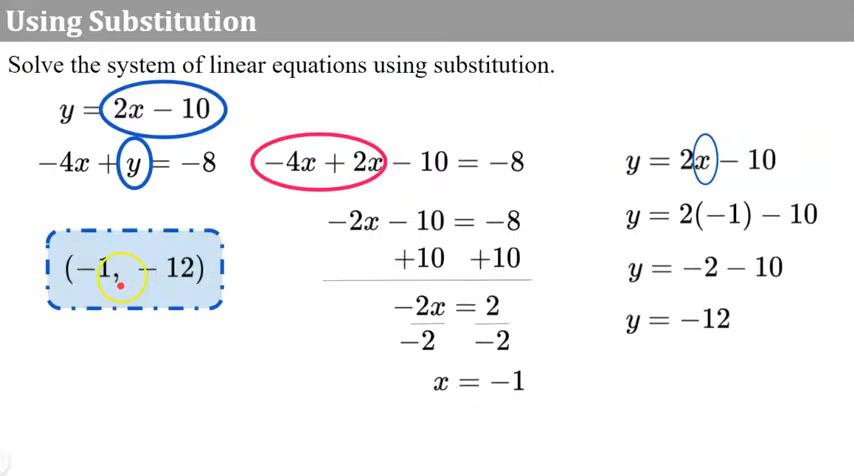 Using Substitution
Solve the system of linear equations using substitution.
y = 2x − 10
−4x + y = −8
(−1, − 12)
−4x + 2x − 10 = −8
−2x − 10 = −8
+10 +10
−2x = 2
−2 −2
x = −1
y = 2x − 10
y = 2(−1) − 10
y = −2 − 10
y = −12